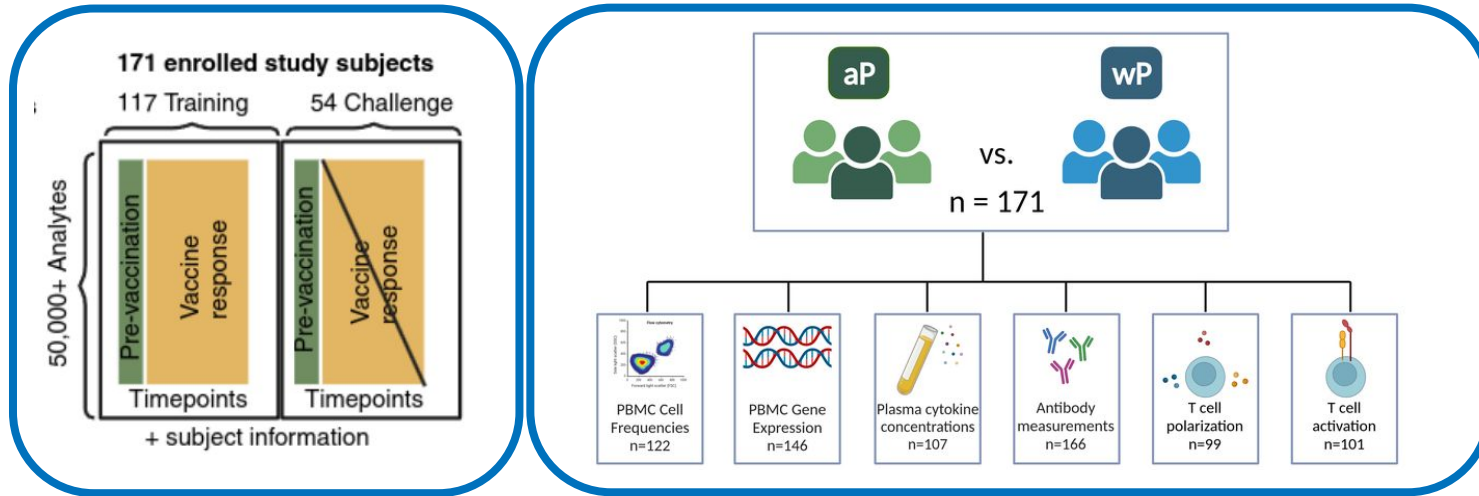 171 enrolled study subjects
117 Training
54 Challenge
50,000+ Analytes
Pre-vaccination
Vaccine
response
Pre-vaccination
Vaccine
response
Timepoints
Timepoints
+ subject information
aP
wP
vs.
n = 171
PBMC Cell
Frequencies
n=122
PBMC Gene
Expression
n=146
Plasma cytokine
concentrations
n=107
Antibody
measurements
n=166
T cell
polarization
n=99
T cell
activation
n=101